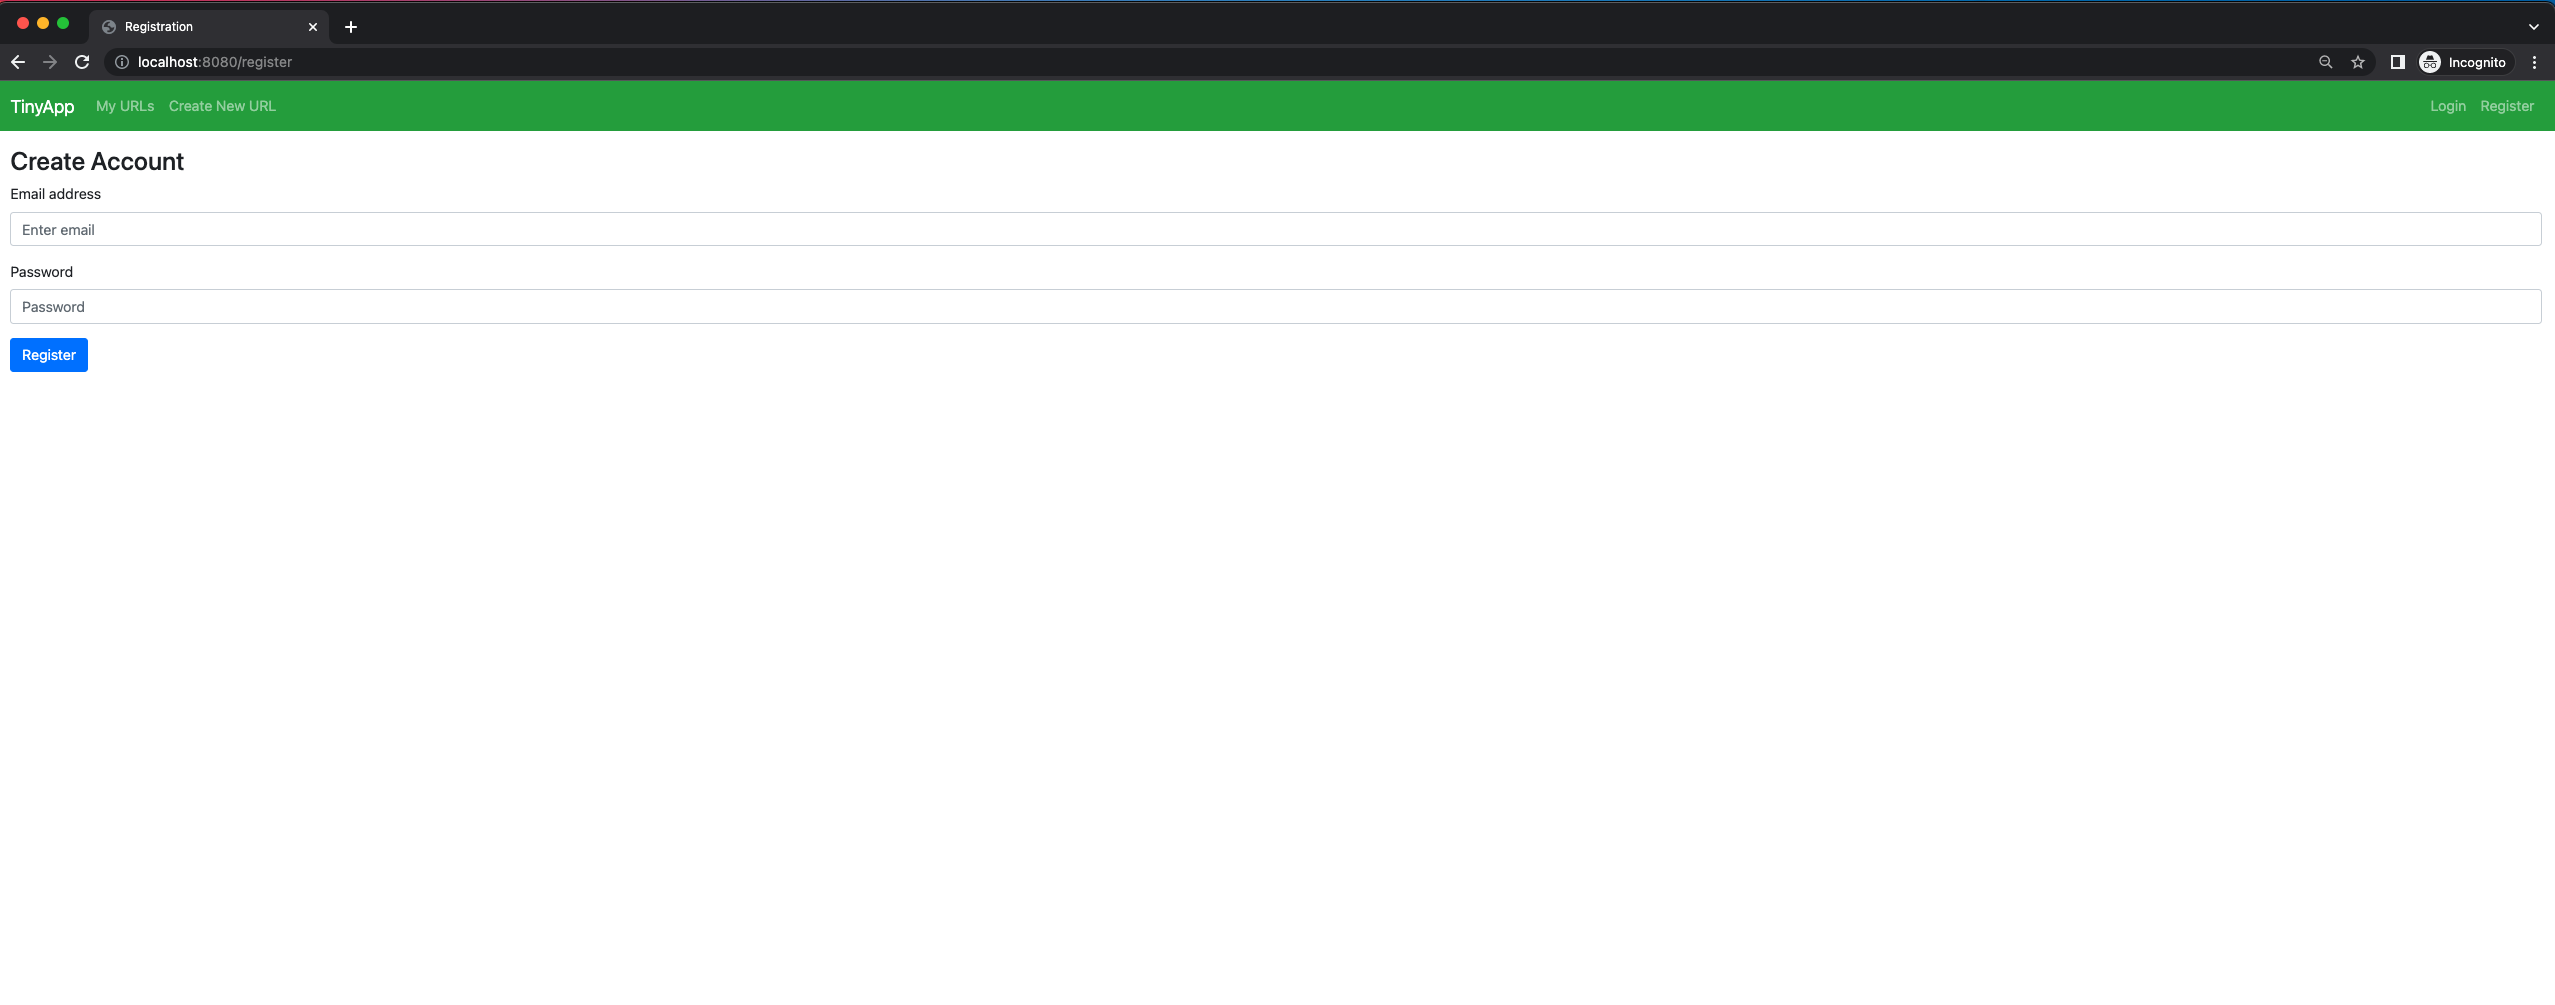 Registration
localhost:8080/register
Incognito
TinyApp My URLs Create New URL Login Register
Create Account
Email address
Enter email
Password
Password
Register